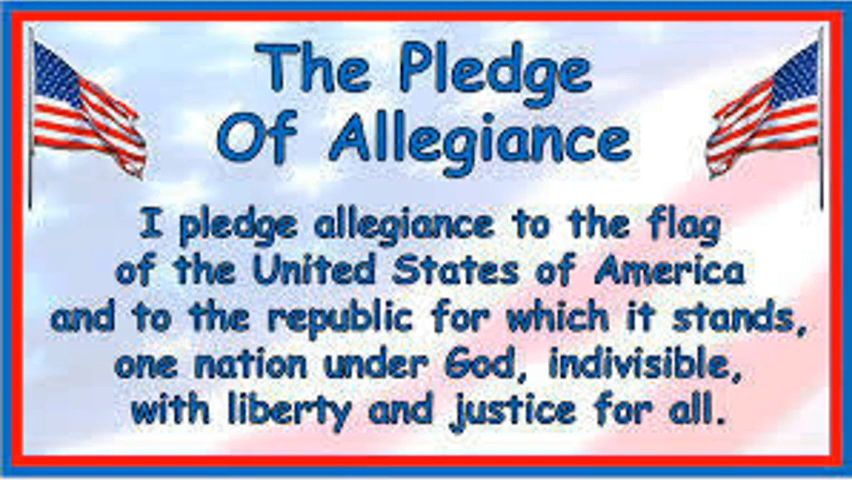 The Pledge
Of Allegiance
I pledge allegiance to the flag
of the United States of America
and to the republic for which it stands,
one nation under God, indivisible,
with liberty and justice for all.